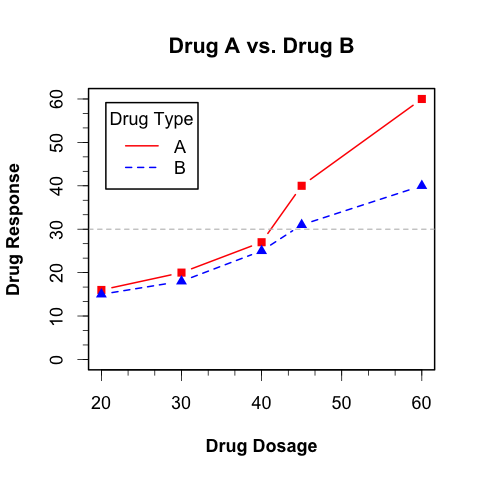 Drug A vs. Drug B
Drug Response
60
50
40
30
20
10
0
Drug Type
A
B
20 30 40 50 60
Drug Dosage